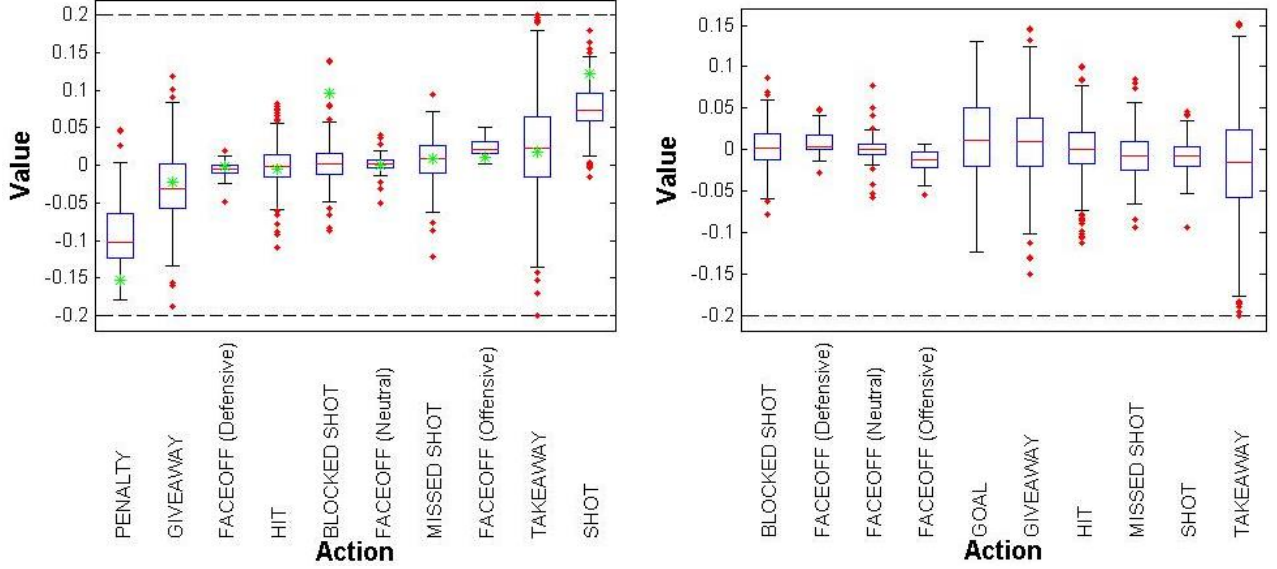 0.2
0.15
0.1
0.05
0
-0.05
-0.1
-0.15
-0.2
Value
PENALTY
GIVEAWAY
FACEOFF (Defensive)
HIT
BLOCKED SHOT
FACEOFF (Neutral)
MISSED SHOT
FACEOFF (Offensive)
TAKEAWAY
SHOT
Action
0.15
0.1
0.05
0
-0.05
-0.1
-0.15
-0.2
Value
BLOCKED SHOT
FACEOFF (Defensive)
FACEOFF (Neutral)
FACEOFF (Offensive)
GOAL
GIVEAWAY
HIT
MISSED SHOT
SHOT
TAKEAWAY
Action